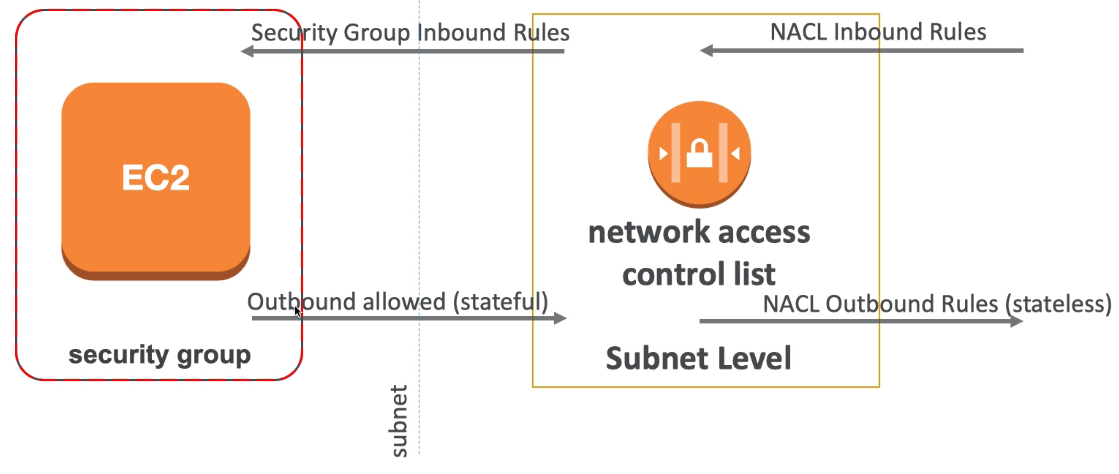 Security Group Inbound Rules
NACL Inbound Rules
EC2
network access
control list
Outbound allowed (stateful)
NACL Outbound Rules (stateless)
security group
Subnet Level
subnet